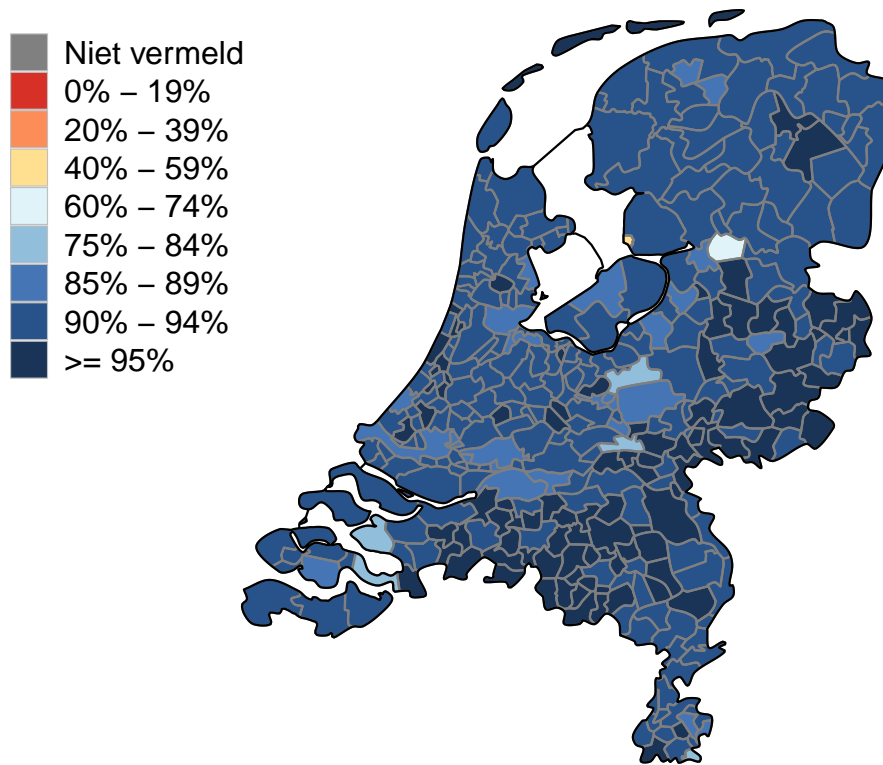 Niet vermeld
0% – 19%
20% – 39%
40% – 59%
60% – 74%
75% – 84%
85% – 89%
90% – 94%
>= 95%